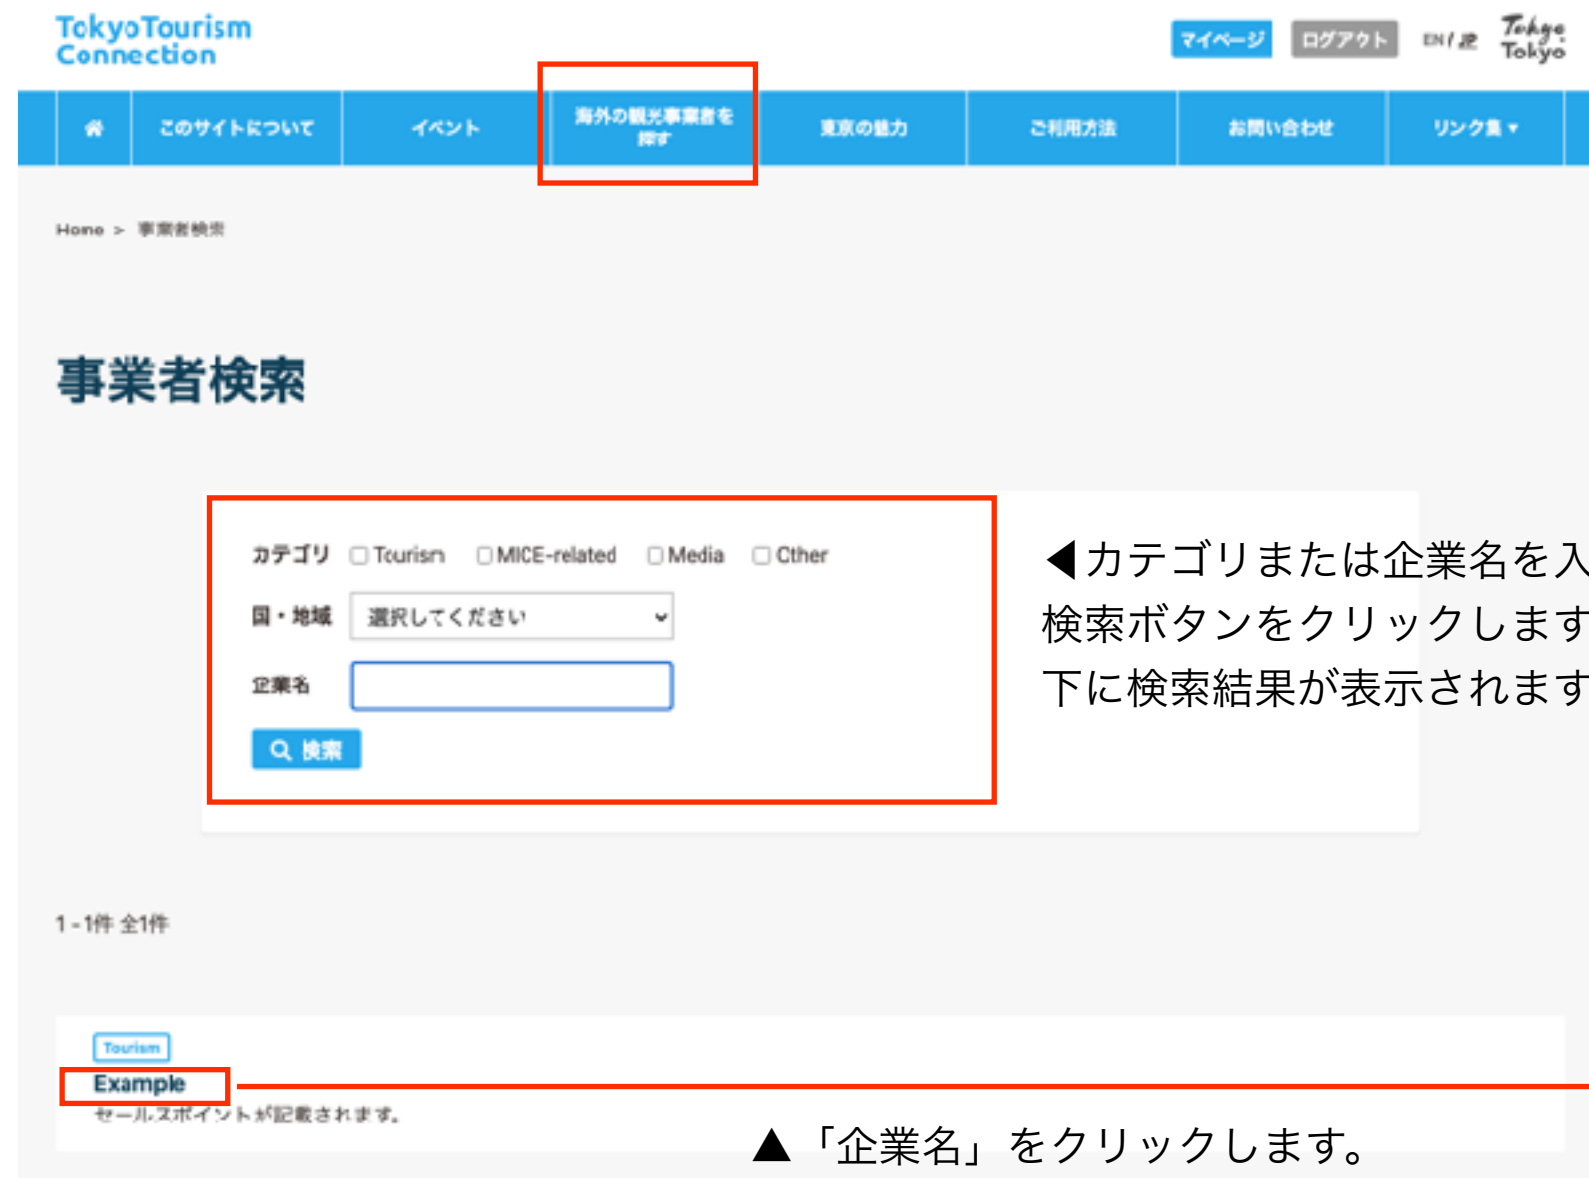 TokyoTourism
Connection
マイページ ログアウト EN / JP Tokyo
Tokyo
このサイトについて イベント 海外の観光事業者を
探す 東京の魅力 ご利用方法 お問い合わせ リンク集 ▼
Home > 事業者検索
事業者検索
カテゴリ Tourism MICE-related Media Other
国・地域 選択してください
企業名
検索
◀カテゴリまたは企業名を入
検索ボタンをクリックします
下に検索結果が表示されます
1 - 1件 全1件
Tourism
Example
セールスポイントが記載されます。
▲「企業名」をクリックします。